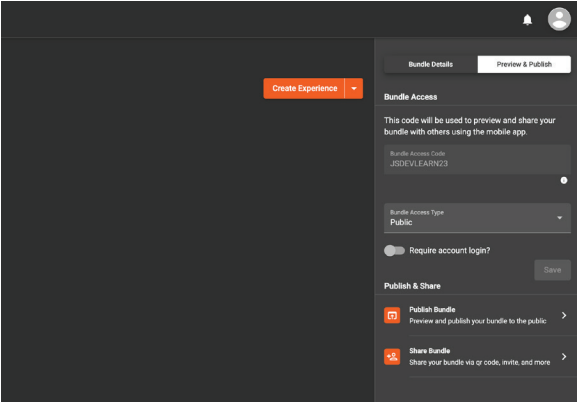 Bundle Details
Preview & Publish
Create Experience
Bundle Access
This code will be used to preview and share your
bundle with others using the mobile app.
Bundle Access Code
JSDEVLEARN23
Bundle Access Type
Public
Require account login?
Save
Publish & Share
Publish Bundle
Preview and publish your bundle to the public
Share Bundle
Share your bundle via qr code, invite, and more